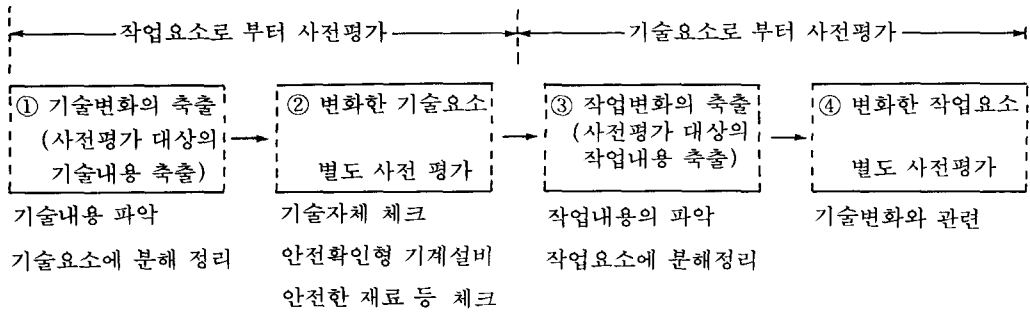 작업요소로 부터 사전평가
기술요소로 부터 사전평가
① 기술변화의 축출
(사전평가 대상의
기술내용 축출)
② 변화한 기술요소
별도 사전 평가
③ 작업변화의 축출
(사전평가 대상의
작업내용 축출)
④ 변화한 작업요소
별도 사전평가
기술내용 파악
기술요소에 분해 정리
기술자체 체크
안전확인형 기계설비
안전한 재료 등 체크
작업내용의 파악
작업요소에 분해정리
기술변화와 관련